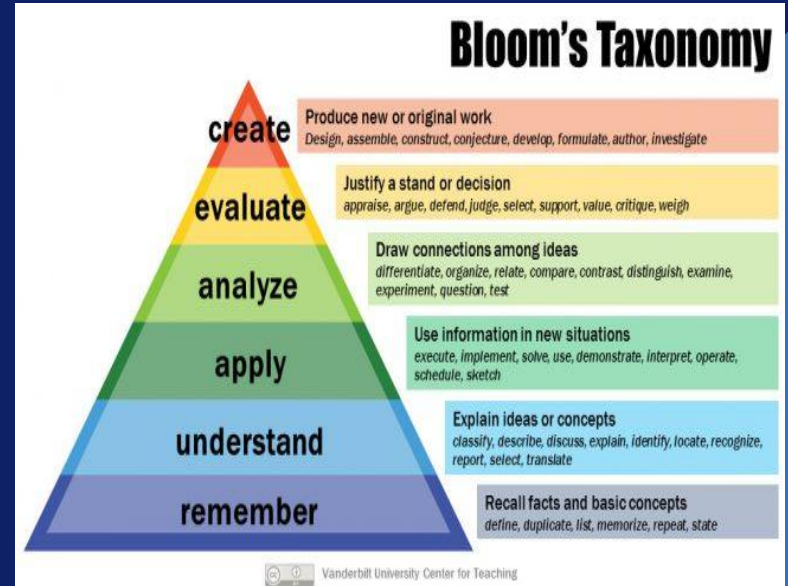 Bloom's Taxonomy
create
Produce new or original work
Design, assemble, construct, conjecture, develop, formulate, author, investigate
evaluate
Justify a stand or decision
appraise, argue, defend, judge, select, support, value, critique, weigh
analyze
Draw connections among ideas
differentiate, organize, relate, compare, contrast, distinguish, examine,
experiment, question, test
apply
Use information in new situations
execute, implement, solve, use, demonstrate, interpret, operate,
schedule, sketch
understand
Explain ideas or concepts
classify, describe, discuss, explain, identify, locate, recognize,
report, select, translate
remember
Recall facts and basic concepts
define, duplicate, list, memorize, repeat, state
Vanderbilt University Center for Teaching